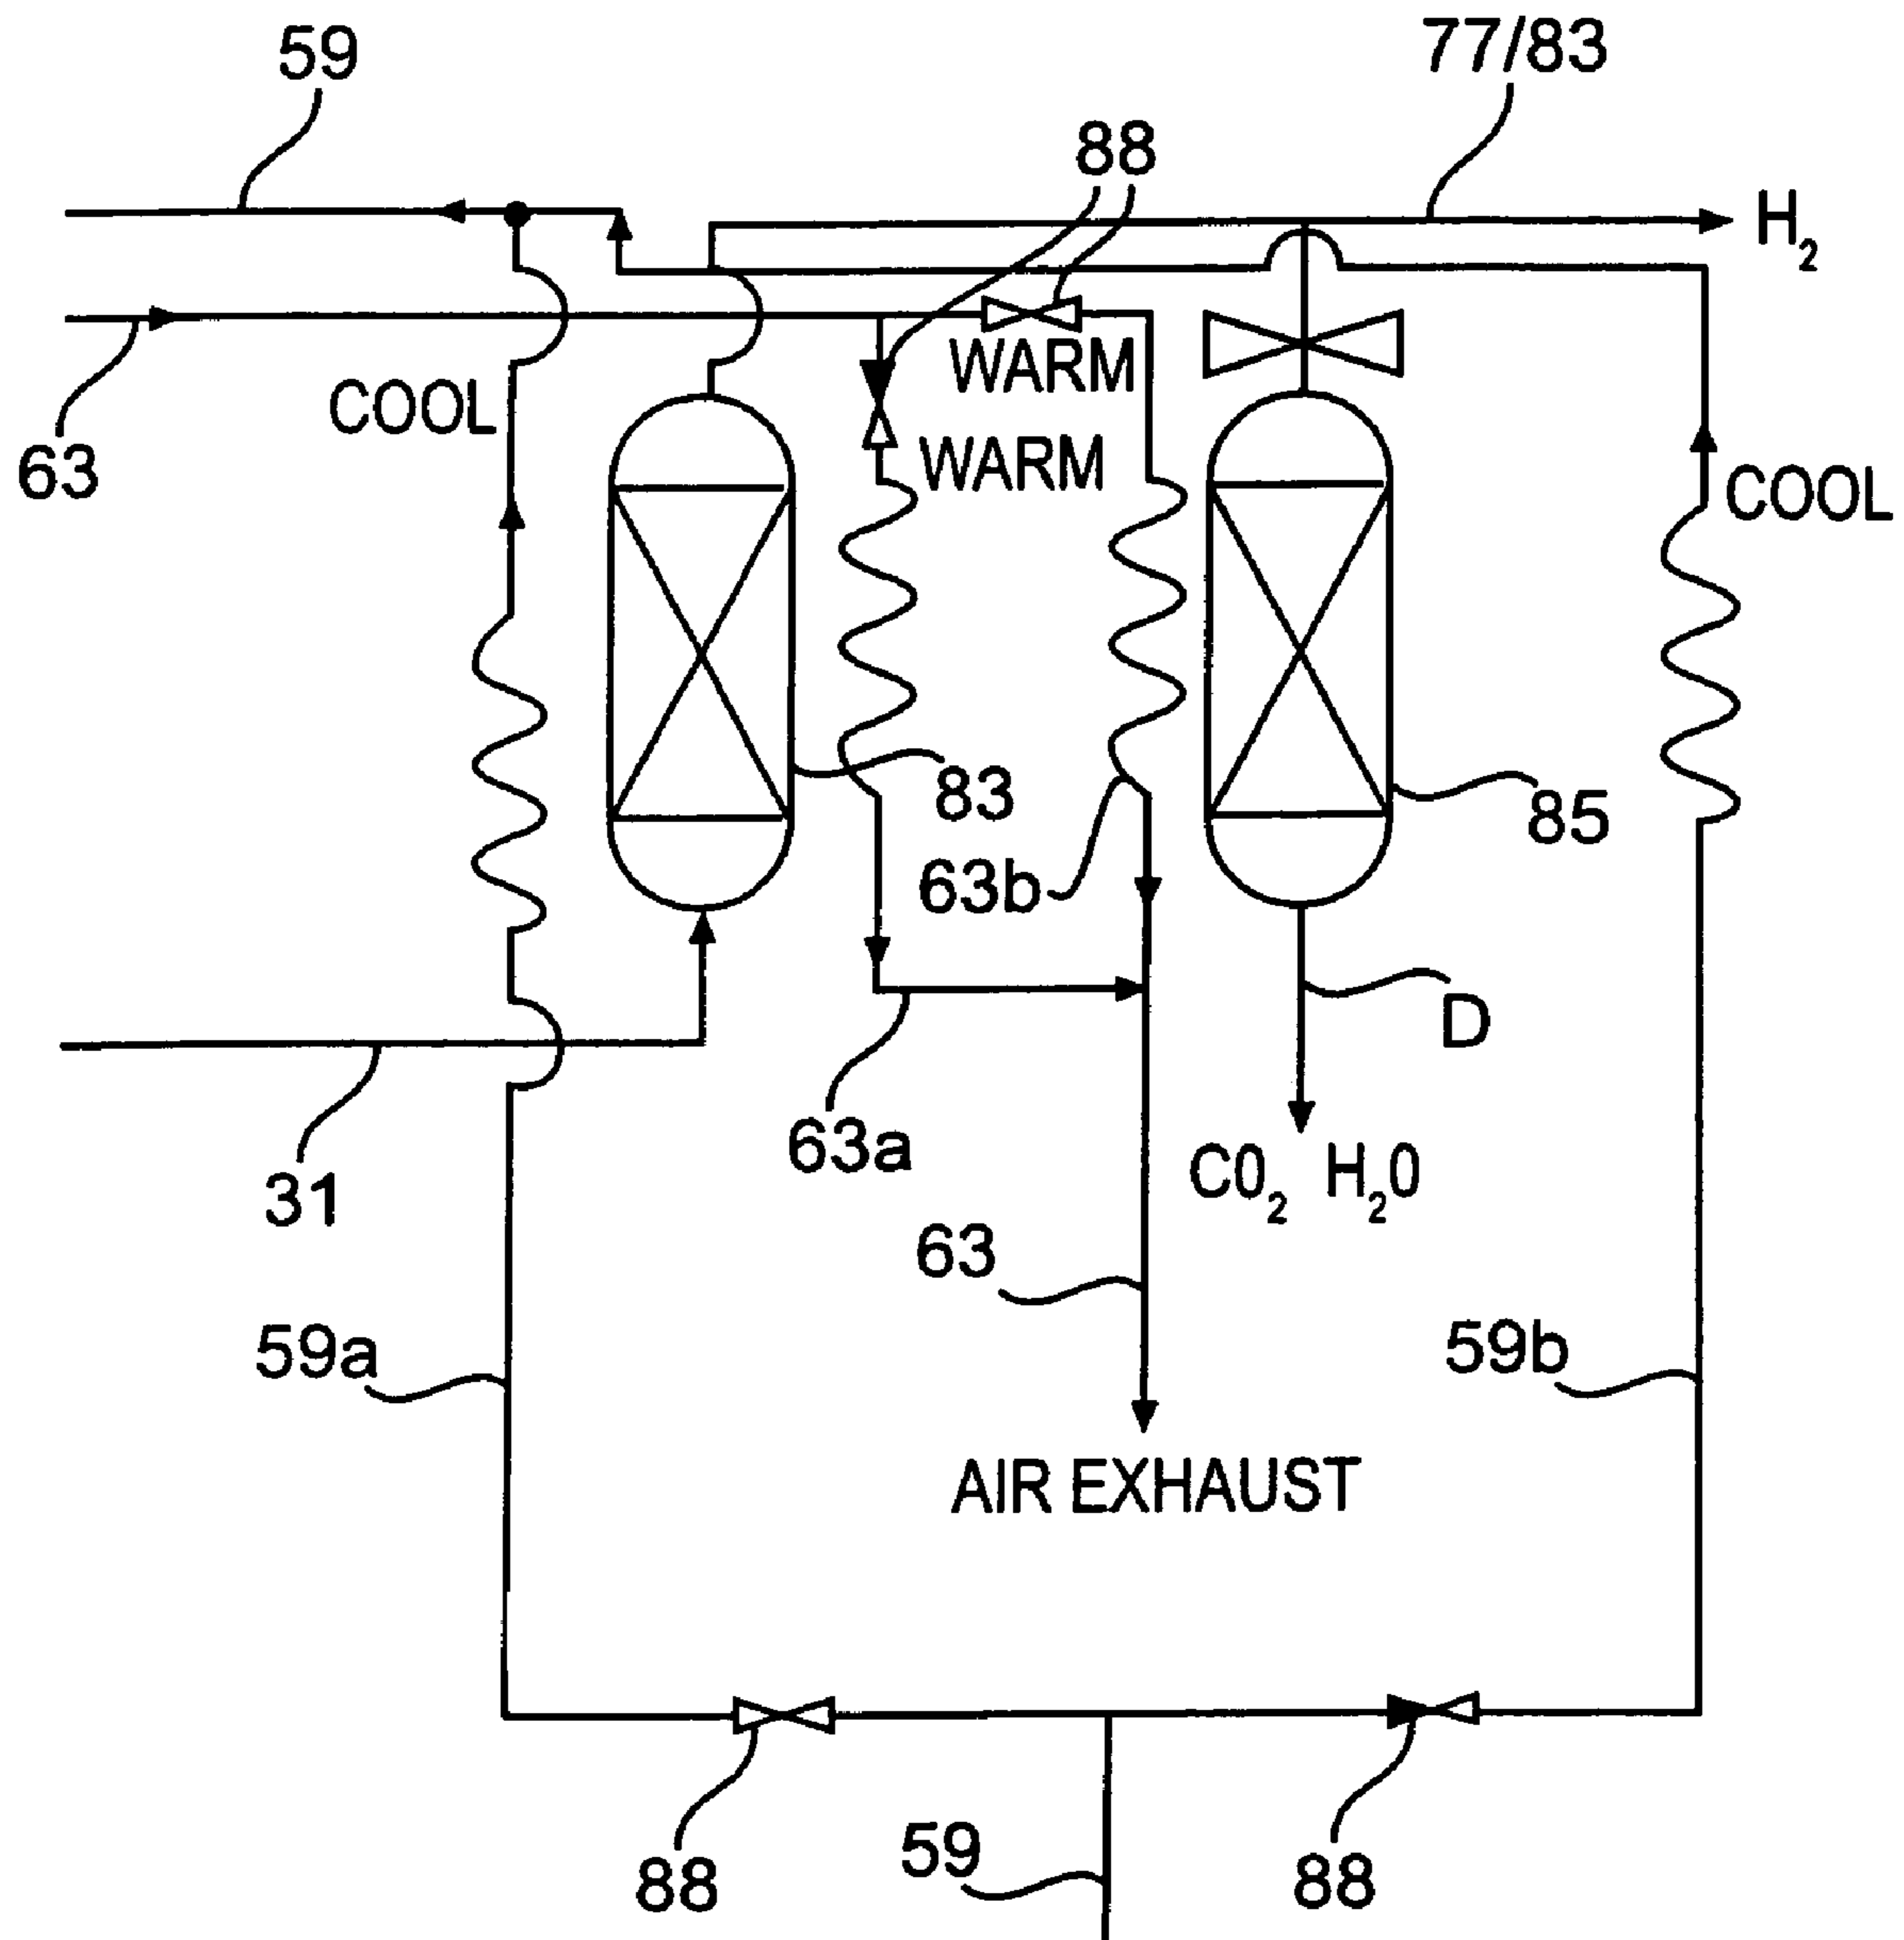 59
77/83
88
H2
63
COOL
WARM
WARM
COOL
83
85
63b
D
63a
C02 H20
31
63
59a
59b
AIR EXHAUST
88
59
88